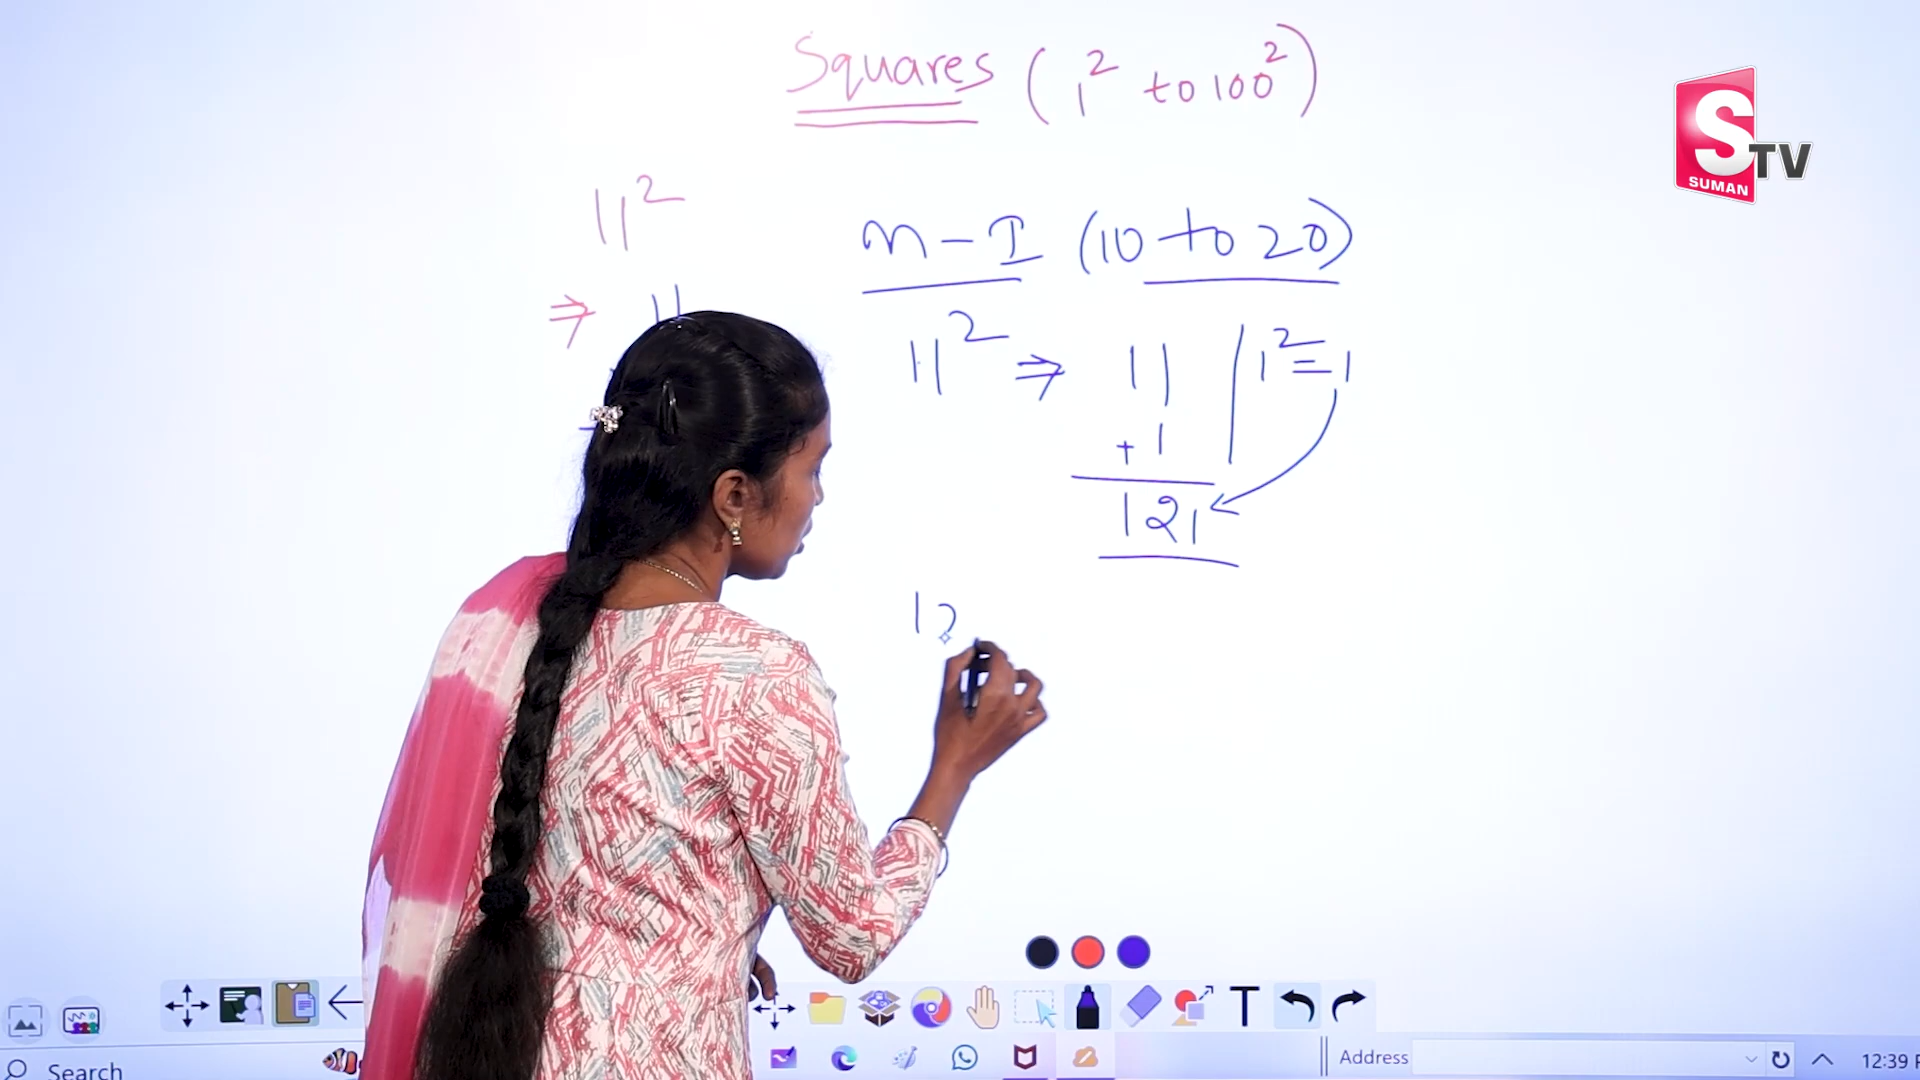 Squares (1² to 100²)
STV
SUMAN
11²
⇒ 11
m - I (10 to 20)
11² ⇒ 11 | 1² = 1
+ 1
121
12
T
Search
Address
12:39